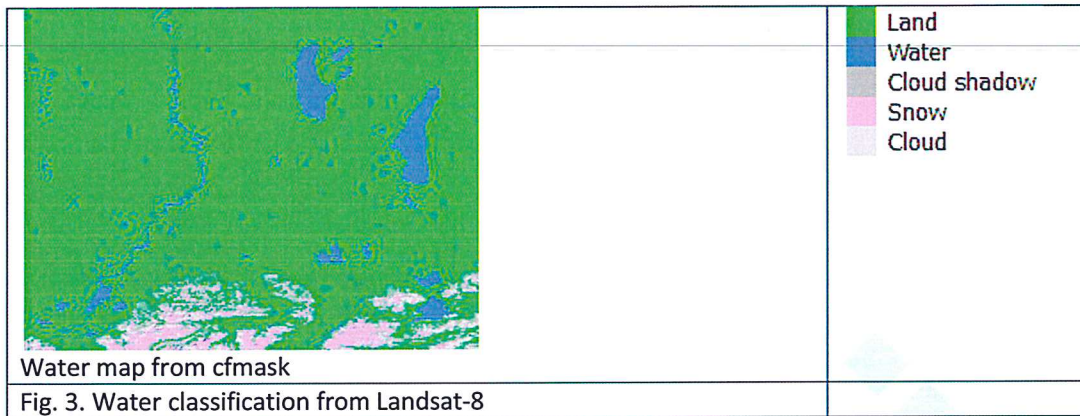 Land
Water
Cloud shadow
Snow
Cloud
Water map from cfmask
Fig. 3. Water classification from Landsat-8